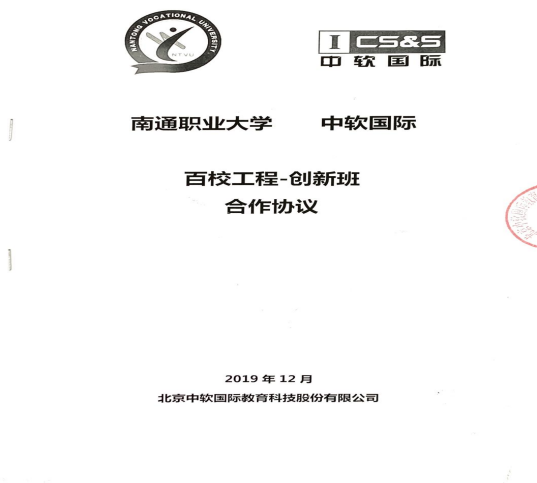 NANTONG VOCATIONAL UNIVERSITY
NTVU
I CS&S
中软国际
南通职业大学 中软国际
百校工程-创新班
合作协议
2019 年 12 月
北京中软国际教育科技股份有限公司